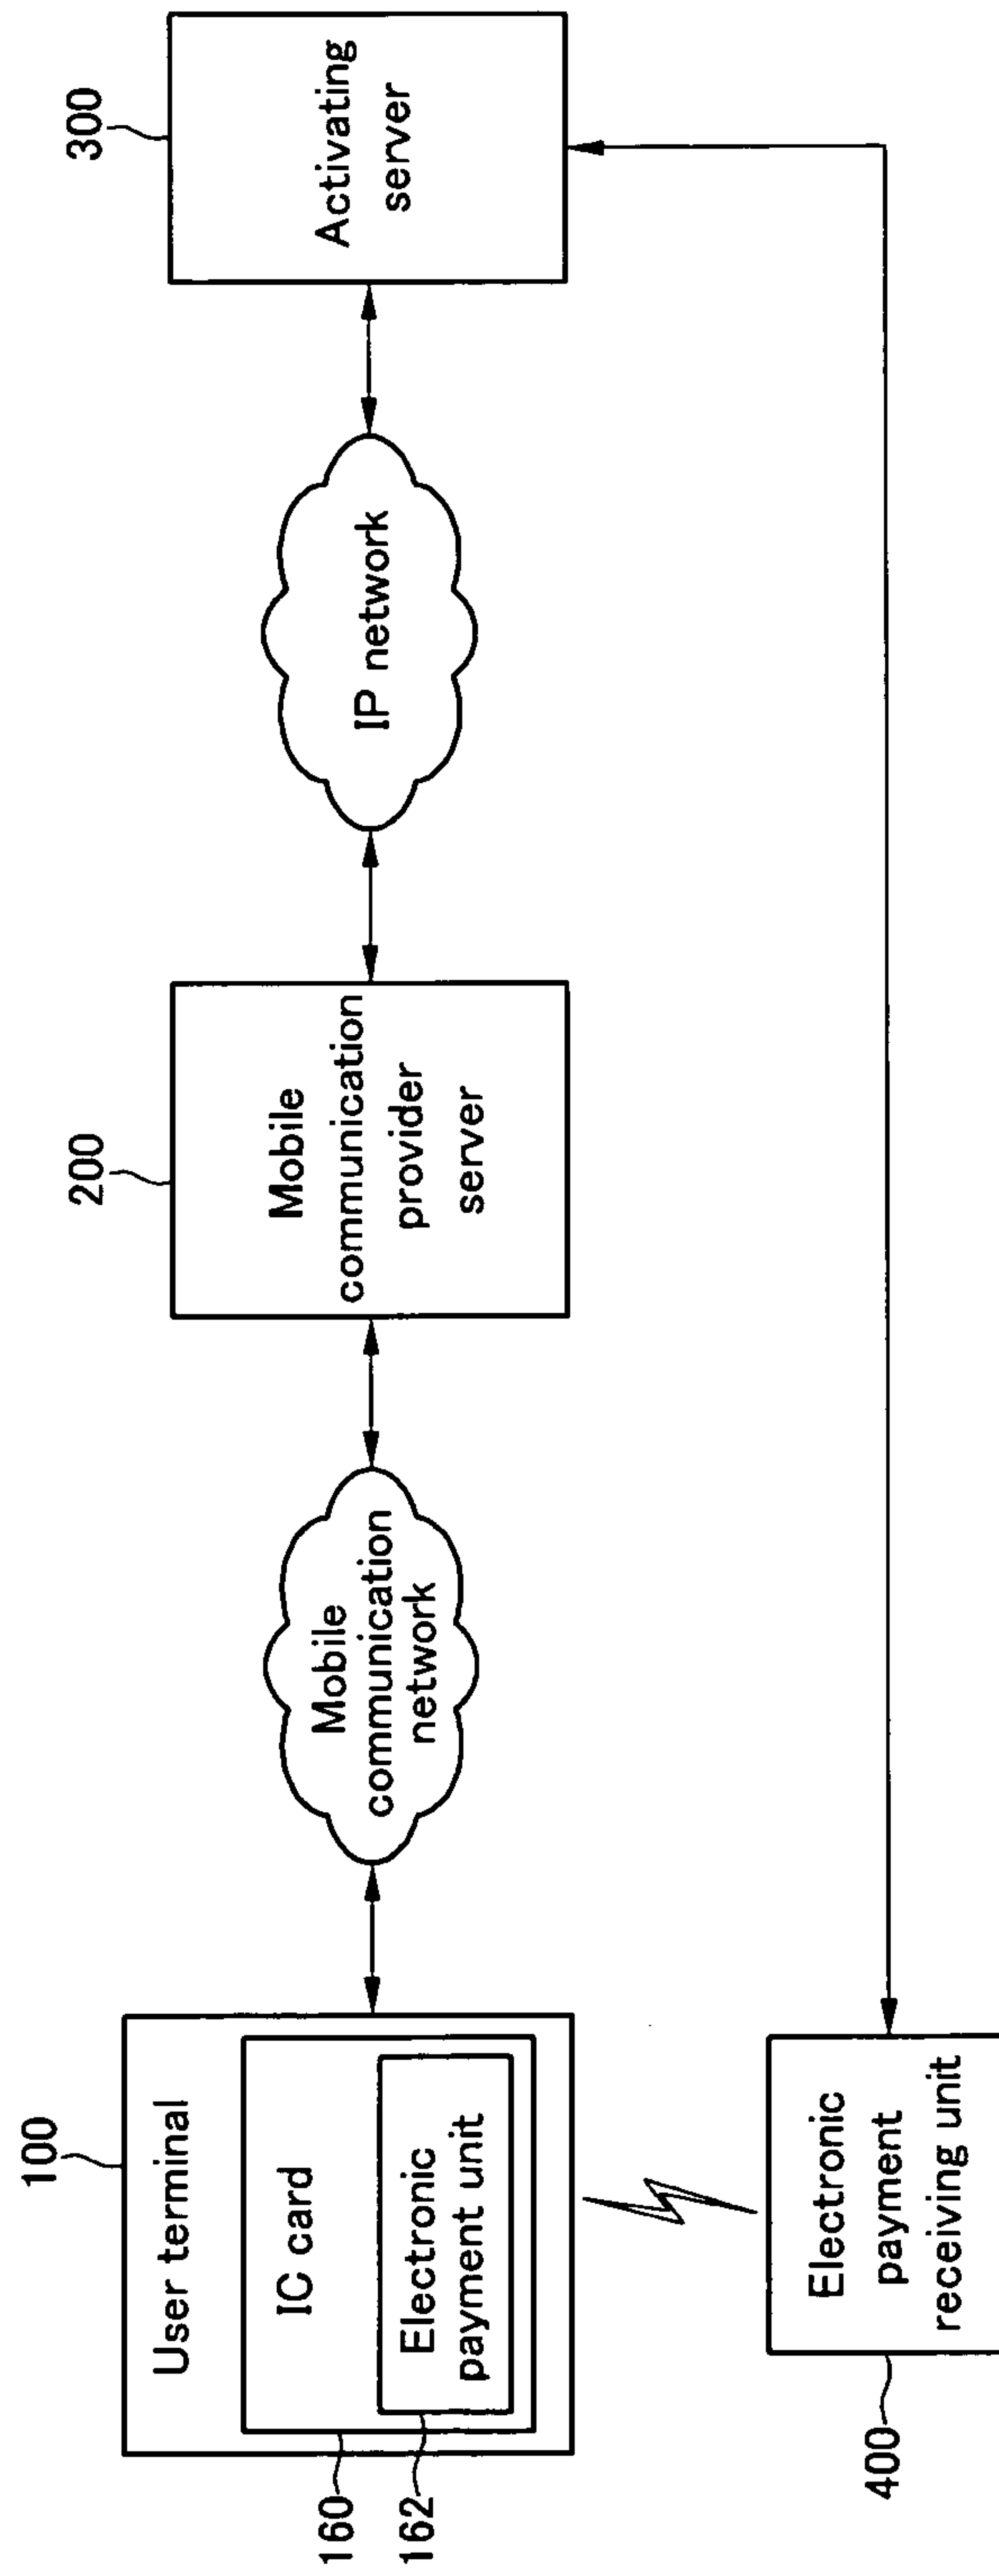 100
User terminal
IC card
Electronic
payment unit
160
162
Mobile
communication
network
200
Mobile
communication
provider
server
IP network
300
Activating
server
400
Electronic
payment
receiving unit